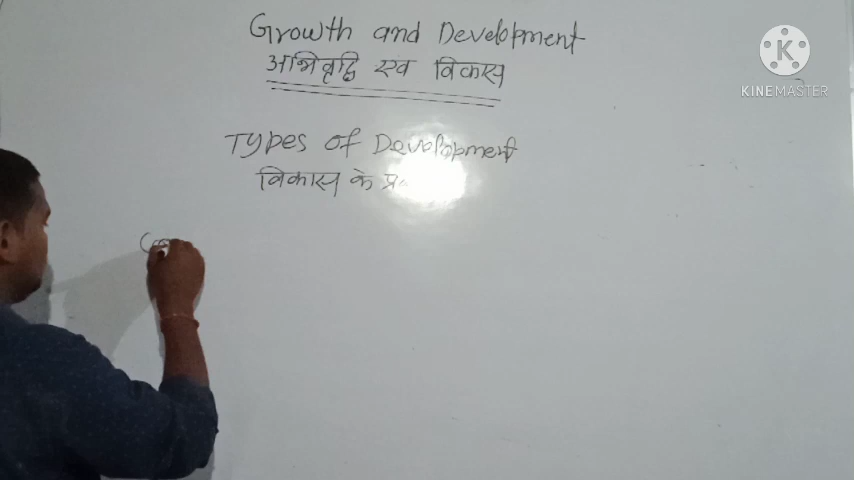 Growth and Development
अभिवृद्धि एवं विकास
Types of Development
विकास के
KINEMASTER